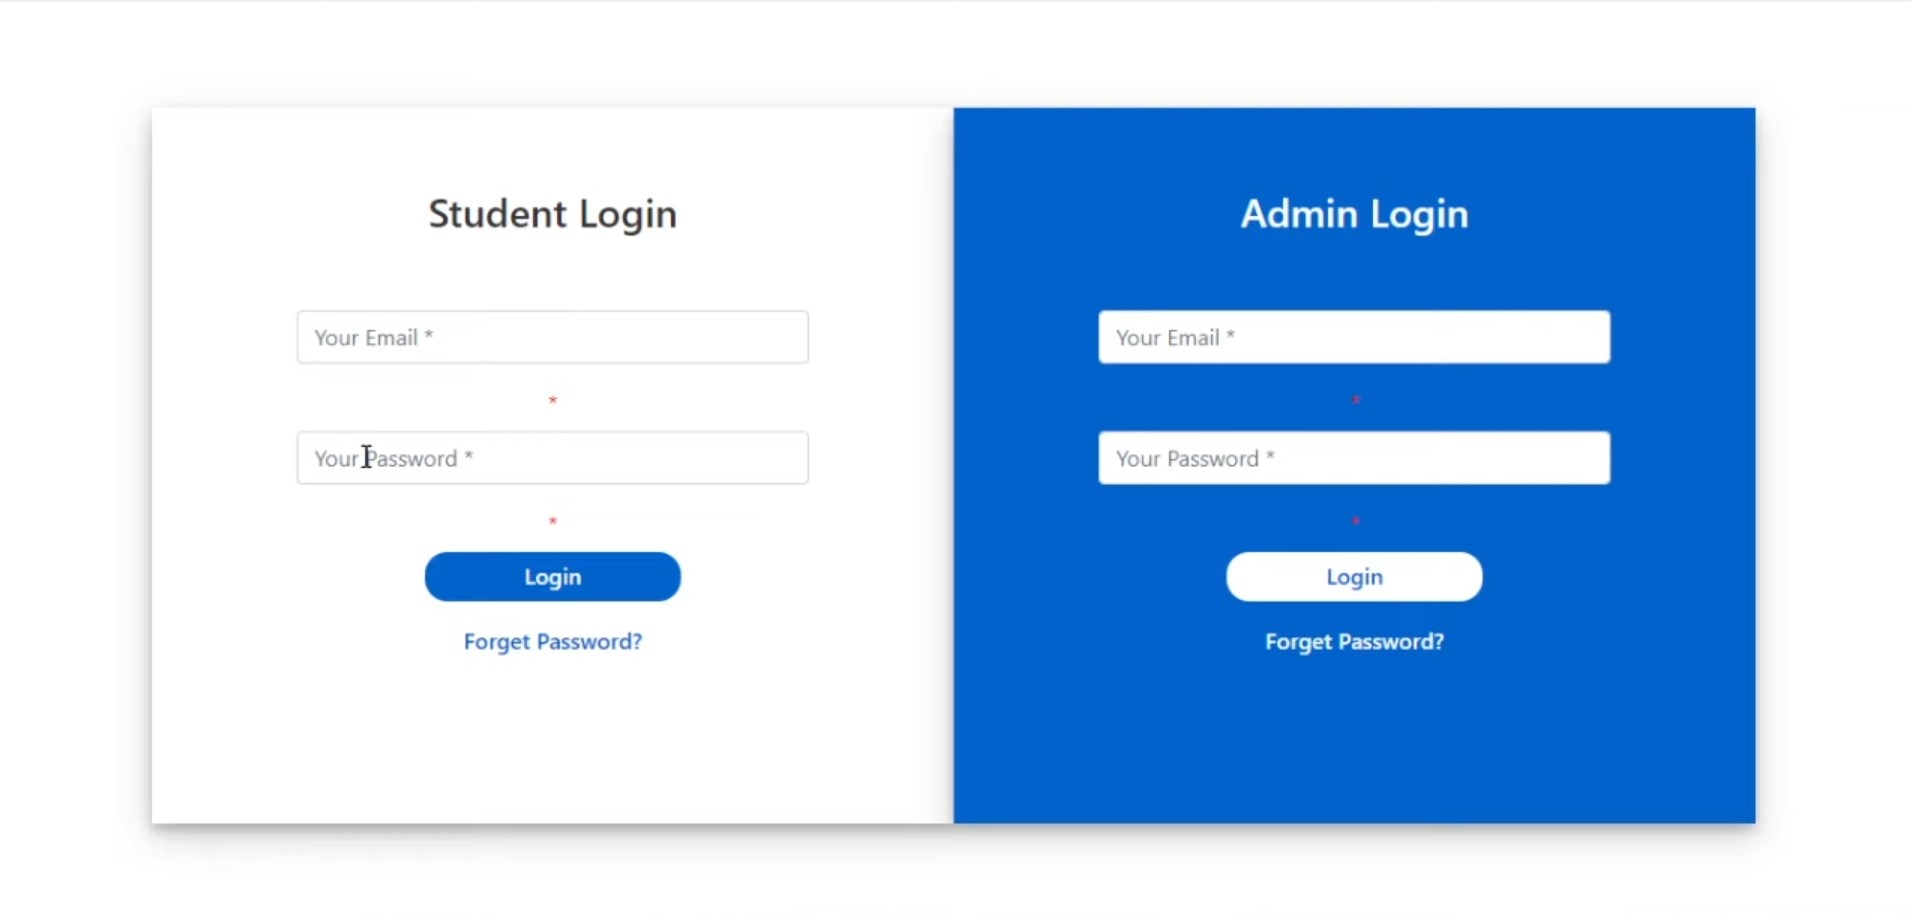 Student Login
Your Email *
*
Your Password *
*
Login
Forget Password?
Admin Login
Your Email *
*
Your Password *
*
Login
Forget Password?